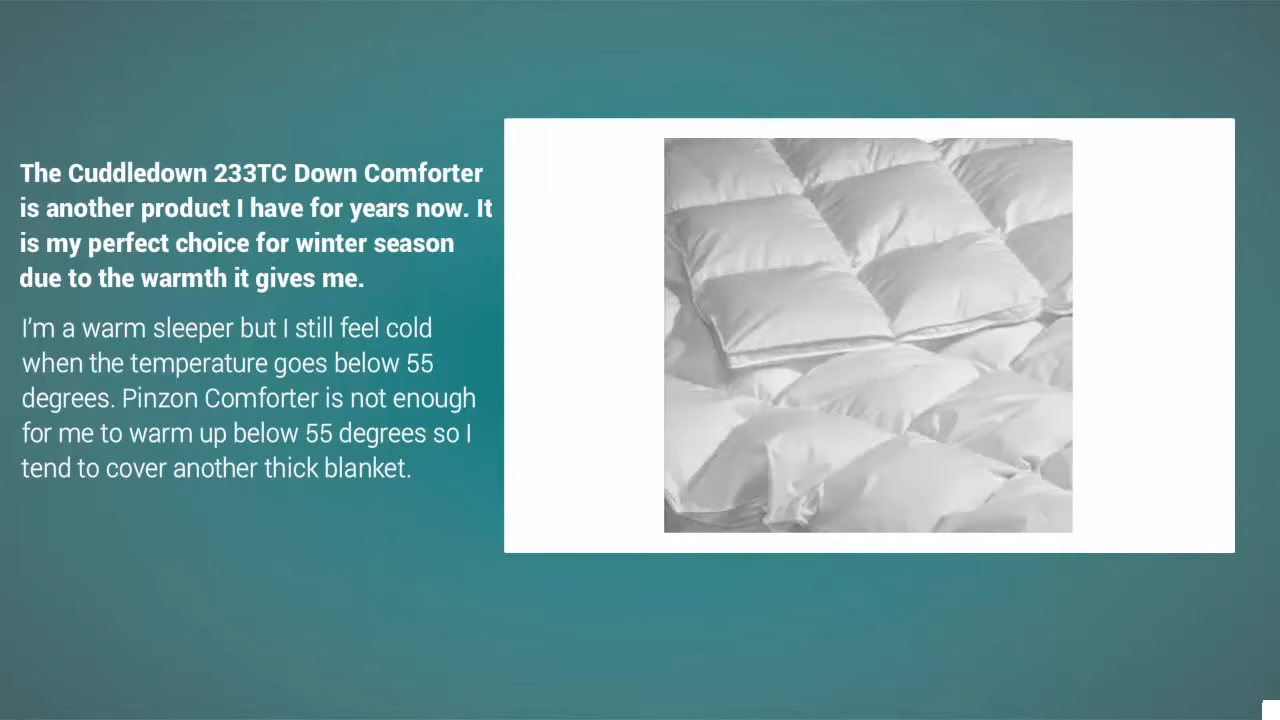 The Cuddledown 233TC Down Comforter
is another product I have for years now. It
is my perfect choice for winter season
due to the warmth it gives me.
I'm a warm sleeper but I still feel cold
when the temperature goes below 55
degrees. Pinzon Comforter is not enough
for me to warm up below 55 degrees so I
tend to cover another thick blanket.